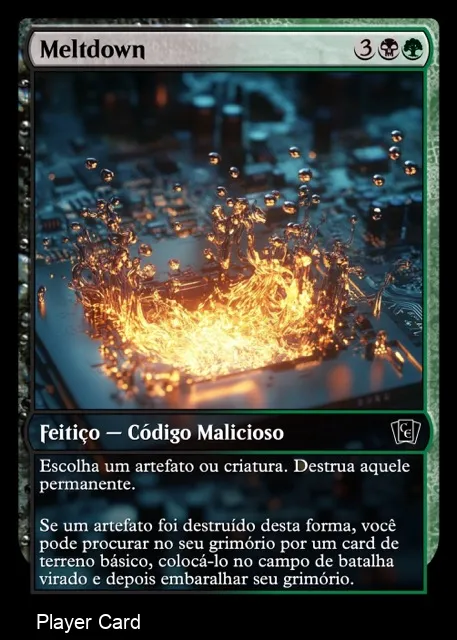 Meltdown 3
Feitiço — Código Malicioso
Escolha um artefato ou criatura. Destrua aquele
permanente.
Se um artefato foi destruído desta forma, você
pode procurar no seu grimório por um card de
terreno básico, colocá-lo no campo de batalha
virado e depois embaralhar seu grimório.
Player Card